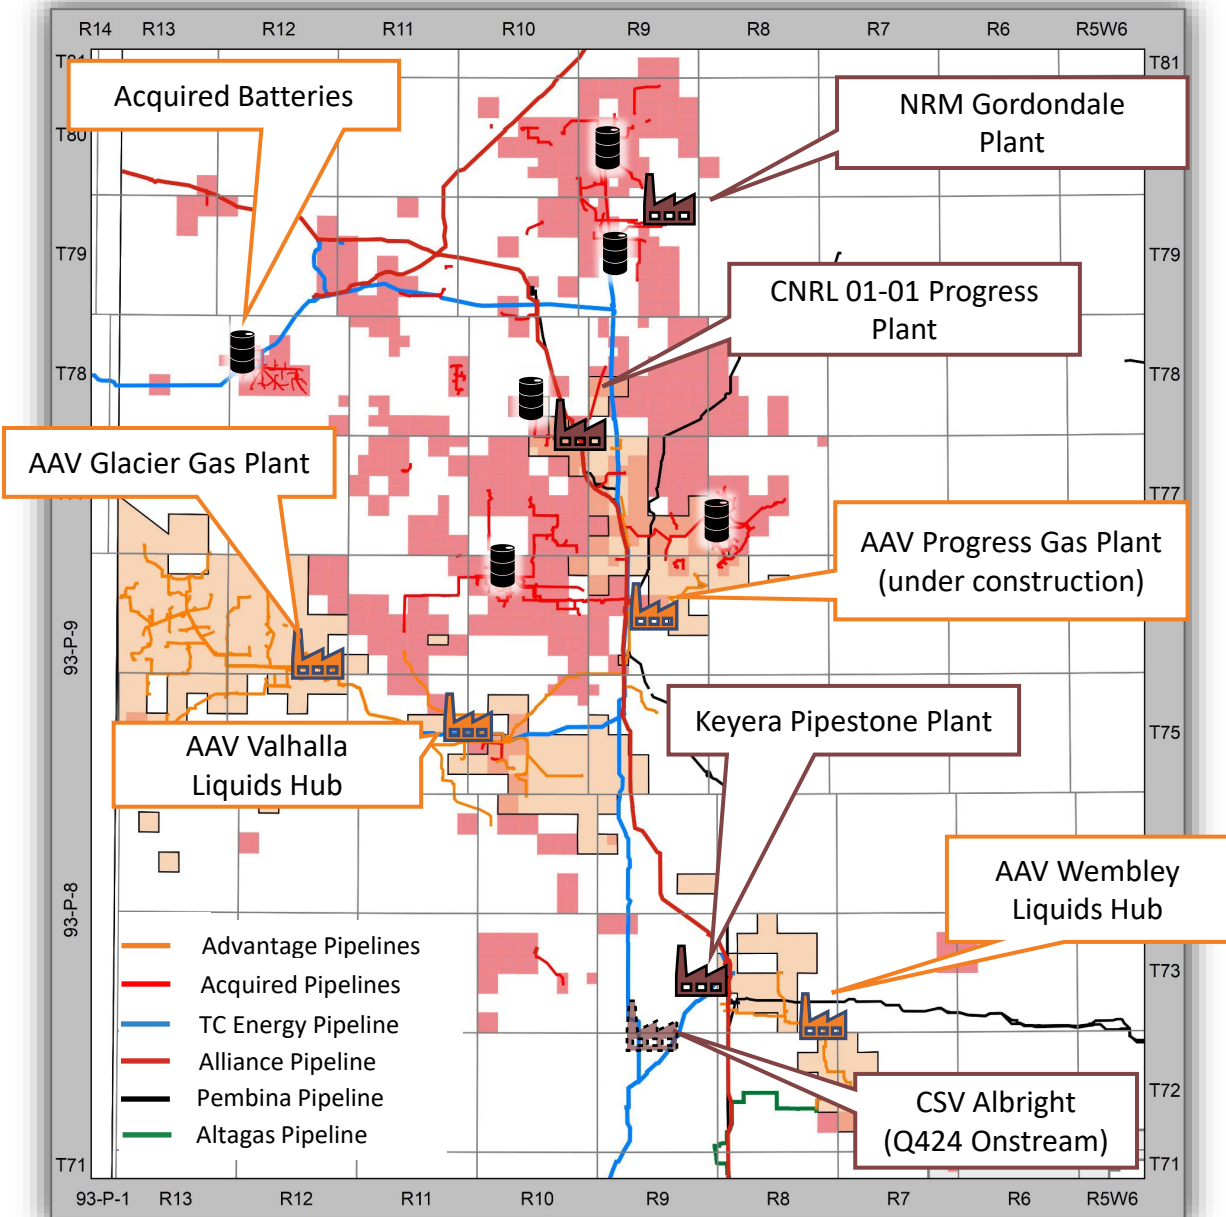 R14 R13 R12 R11 R10 R9 R8 R7 R6 R5W6
T81
Acquired Batteries
NRM Gordondale
Plant
T80 T80
T79 T79
CNRL 01-01 Progress
Plant
T78 T78
AAV Glacier Gas Plant
T77
AAV Progress Gas Plant
(under construction)
93-P-9
Keyera Pipestone Plant
AAV Valhalla
Liquids Hub
T75
AAV Wembley
Liquids Hub
93-P-8
Advantage Pipelines
Acquired Pipelines
TC Energy Pipeline
Alliance Pipeline
Pembina Pipeline
Altagas Pipeline
T73
T72
CSV Albright
(Q424 Onstream)
T71 T71
93-P-1 R13 R12 R11 R10 R9 R8 R7 R6 R5W6